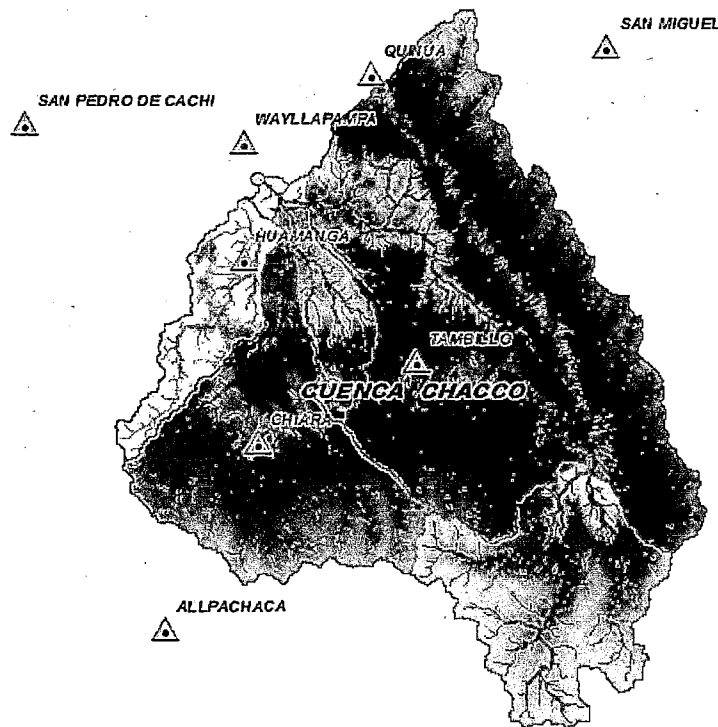 SAN MIGUEL
QUINUA
SAN PEDRO DE CACHI
WAYLLAPAMPA
HUAMANGA
TAMBILLO
CUENCA CHACCO
CHIARA
ALLPACHACA